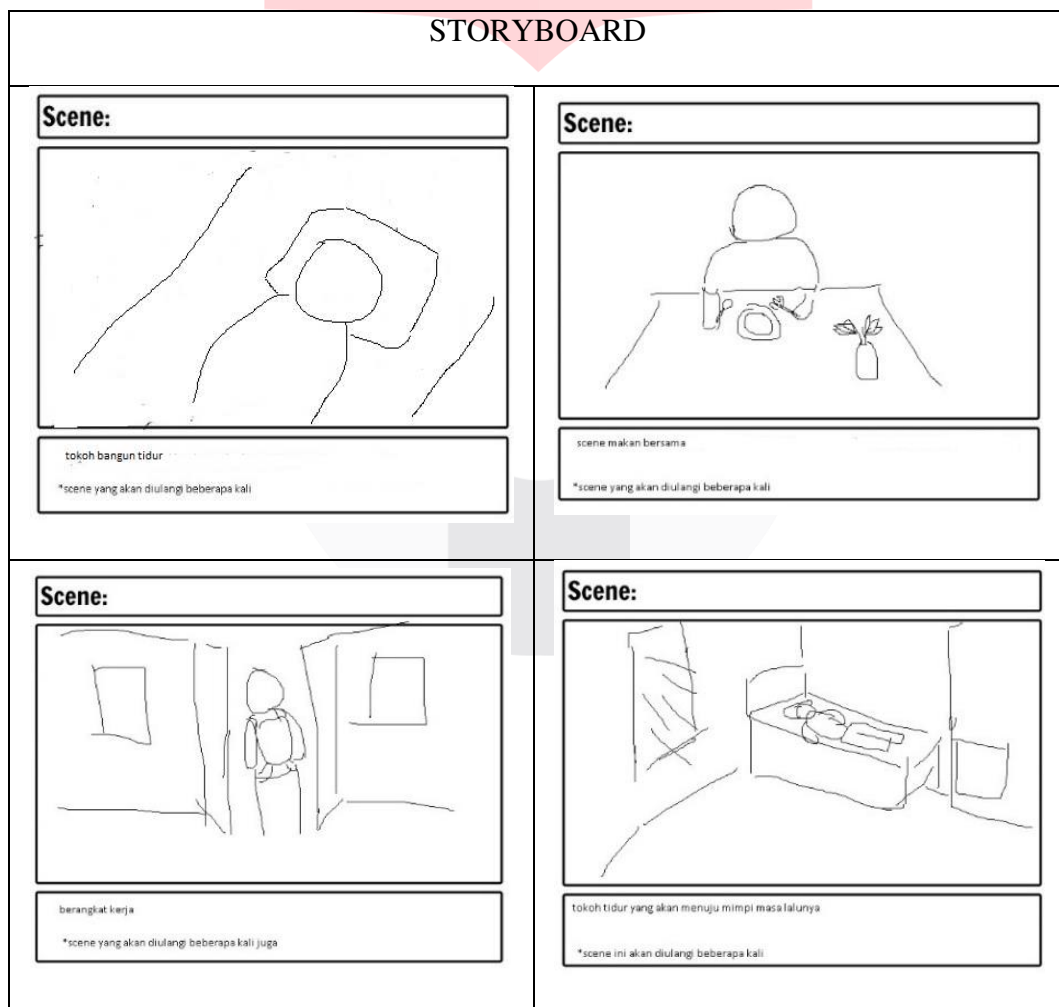 STORYBOARD
Scene:
tokoh bangun tidur
*scene yang akan diulangi beberapa kali
Scene:
scene makan bersama
*scene yang akan diulangi beberapa kali
Scene:
berangkat kerja
*scene yang akan diulangi beberapa kali juga
Scene:
tokoh tidur yang akan menuju mimpi masa lalunya
*scene ini akan diulangi beberapa kali